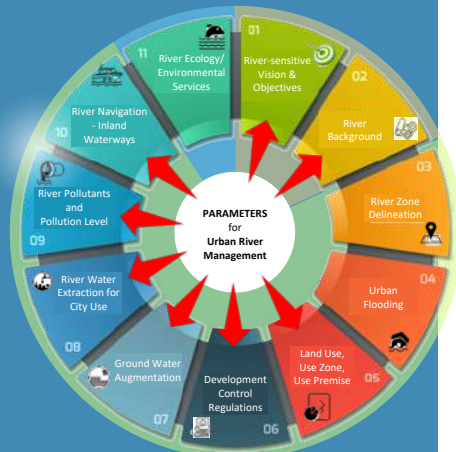 PARAMETERS
for
Urban River
Management
01
River-sensitive
Vision &
Objectives
02
River
Background
03
River Zone
Delineation
04
Urban
Flooding
05
Land Use,
Use Zone,
Use Premise
06
Development
Control
Regulations
07
Ground Water
Augmentation
08
River Water
Extraction for
City Use
09
River Pollutants
and
Pollution Level
10
River Navigation
- Inland
Waterways
11
River Ecology/
Environmental
Services